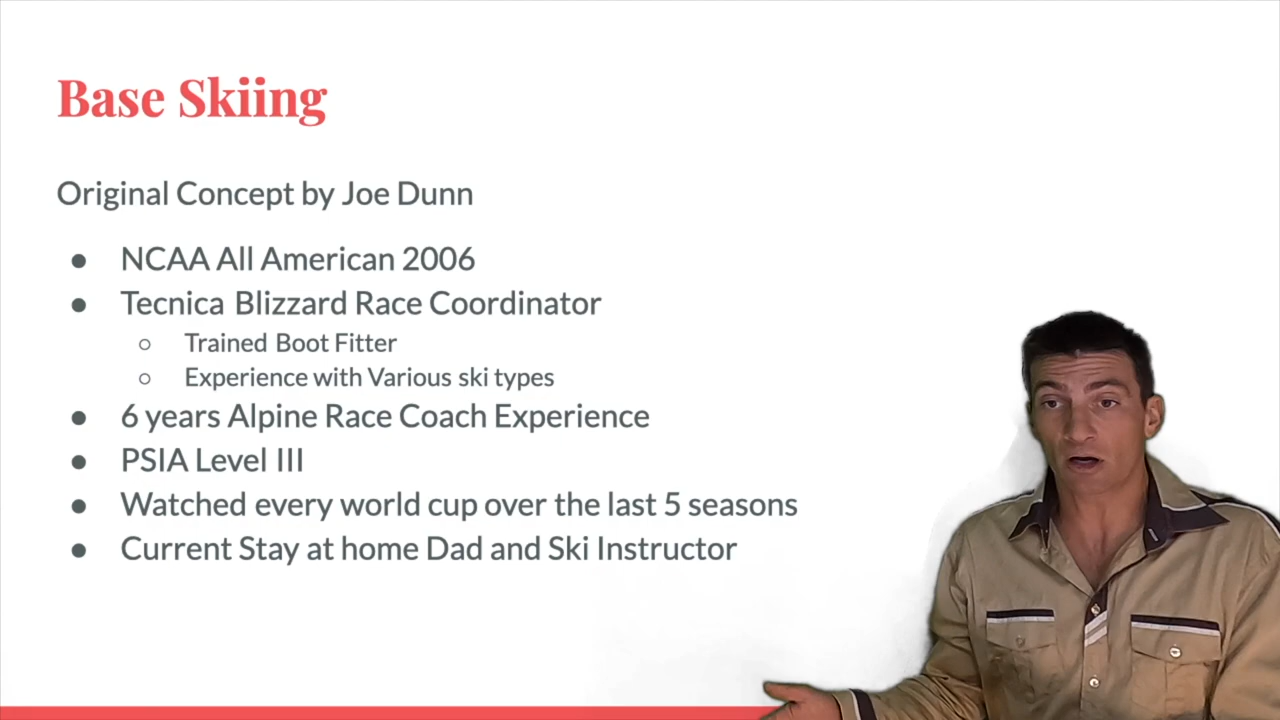 Base Skiing
Original Concept by Joe Dunn
● NCAA All American 2006
● Tecnica Blizzard Race Coordinator
○ Trained Boot Fitter
○ Experience with Various ski types
● 6 years Alpine Race Coach Experience
● PSIA Level III
● Watched every world cup over the last 5 seasons
● Current Stay at home Dad and Ski Instructor